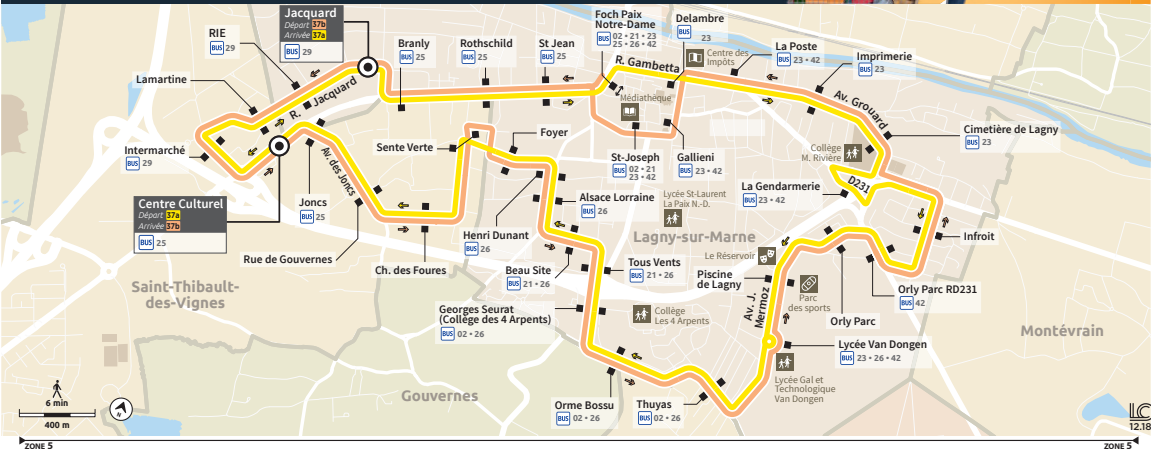 Jacquard
Départ 37b
Arrivée 37a
BUS 29
RIE
BUS 29
Lamartine
R. Jacquard
Intermarché
BUS 29
Branly
BUS 25
Rothschild
BUS 25
St Jean
BUS 25
Foch Paix
Notre-Dame
BUS 02 • 21 • 23
25 • 26 • 42
Delambre
BUS 23
Centre des
Impôts
R. Gambetta
La Poste
BUS 23 • 42
Imprimerie
BUS 23
Av. Grouard
Médiathèque
Cimetière de Lagny
BUS 23
Collège
M. Rivière
D231
Sente Verte
Foyer
St-Joseph
BUS 02 • 21
23 • 42
Gallieni
BUS 23 • 42
La Gendarmerie
BUS 23 • 42
Lycée St-Laurent
La Paix N.-D.
Centre Culturel
Départ 37a
Arrivée 37b
BUS 25
Joncs
BUS 25
Av. des Joncs
Rue de Gouvernes
Ch. des Foures
Alsace Lorraine
BUS 26
Henri Dunant
BUS 26
Lagny-sur-Marne
Le Réservoir
Infroit
Beau Site
BUS 21 • 26
Tous Vents
BUS 21 • 26
Piscine
de Lagny
Av. J.
Mermoz
Parc
des sports
Orly Parc RD231
BUS 42
Orly Parc
Saint-Thibault-
des-Vignes
Georges Seurat
(Collège des 4 Arpents)
BUS 02 • 26
Collège
Les 4 Arpents
Montévrain
Lycée Van Dongen
BUS 23 • 26 • 42
Lycée Gal et
Technologique
Van Dongen
Gouvernes
Orme Bossu
BUS 02 • 26
Thuyas
BUS 02 • 26
6 min
400 m
N
LC
12.18
ZONE 5
ZONE 5